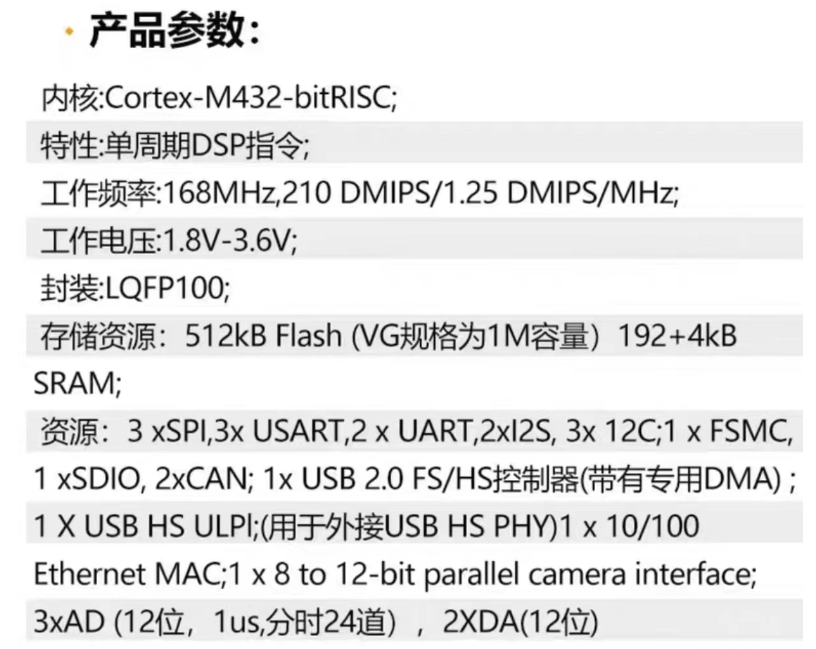 · 产品参数：
内核:Cortex-M432-bitRISC;
特性:单周期DSP指令;
工作频率:168MHz,210 DMIPS/1.25 DMIPS/MHz;
工作电压:1.8V-3.6V;
封装:LQFP100;
存储资源：512kB Flash (VG规格为1M容量）192+4kB
SRAM;
资源：3 xSPI,3x USART,2 x UART,2xI2S, 3x 12C;1 x FSMC,
1 xSDIO, 2xCAN; 1x USB 2.0 FS/HS控制器(带有专用DMA) ;
1 X USB HS ULPl;(用于外接USB HS PHY)1 x 10/100
Ethernet MAC;1 x 8 to 12-bit parallel camera interface;
3xAD (12位，1us,分时24道），2XDA(12位)